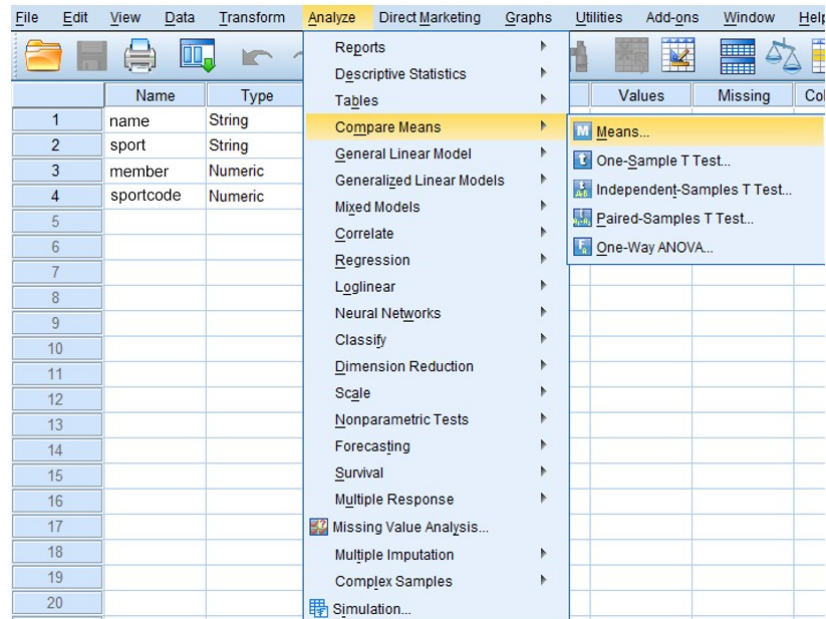 File Edit View Data Transform Analyze Direct Marketing Graphs Utilities Add-ons Window Help
Name Type Values Missing Col
1 name String
2 sport String
3 member Numeric
4 sportcode Numeric
5
6
7
8
9
10
11
12
13
14
15
16
17
18
19
20
Reports
Descriptive Statistics
Tables
Compare Means
General Linear Model
Generalized Linear Models
Mixed Models
Correlate
Regression
Loglinear
Neural Networks
Classify
Dimension Reduction
Scale
Nonparametric Tests
Forecasting
Survival
Multiple Response
Missing Value Analysis...
Multiple Imputation
Complex Samples
Simulation...
M Means...
t One-Sample T Test...
Independent-Samples T Test...
Paired-Samples T Test...
One-Way ANOVA...